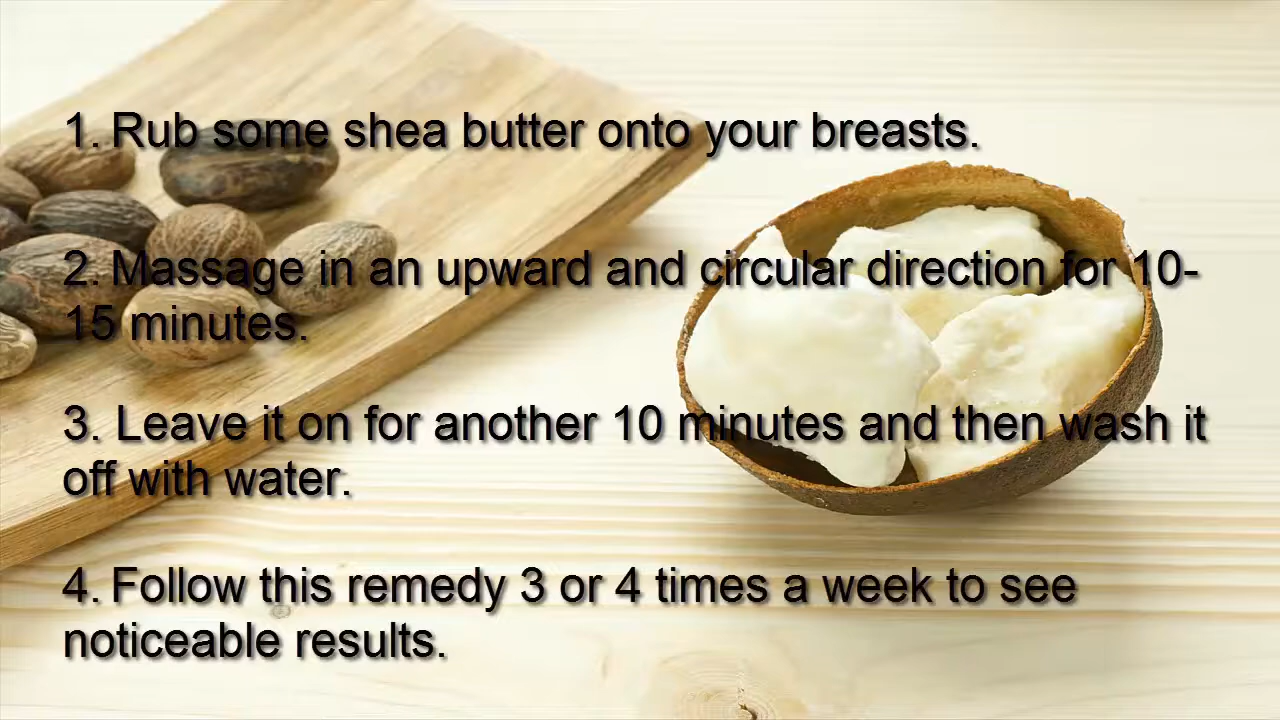 1. Rub some shea butter onto your breasts.
2. Massage in an upward and circular direction for 10-
15 minutes.
3. Leave it on for another 10 minutes and then wash it
off with water.
4. Follow this remedy 3 or 4 times a week to see
noticeable results.